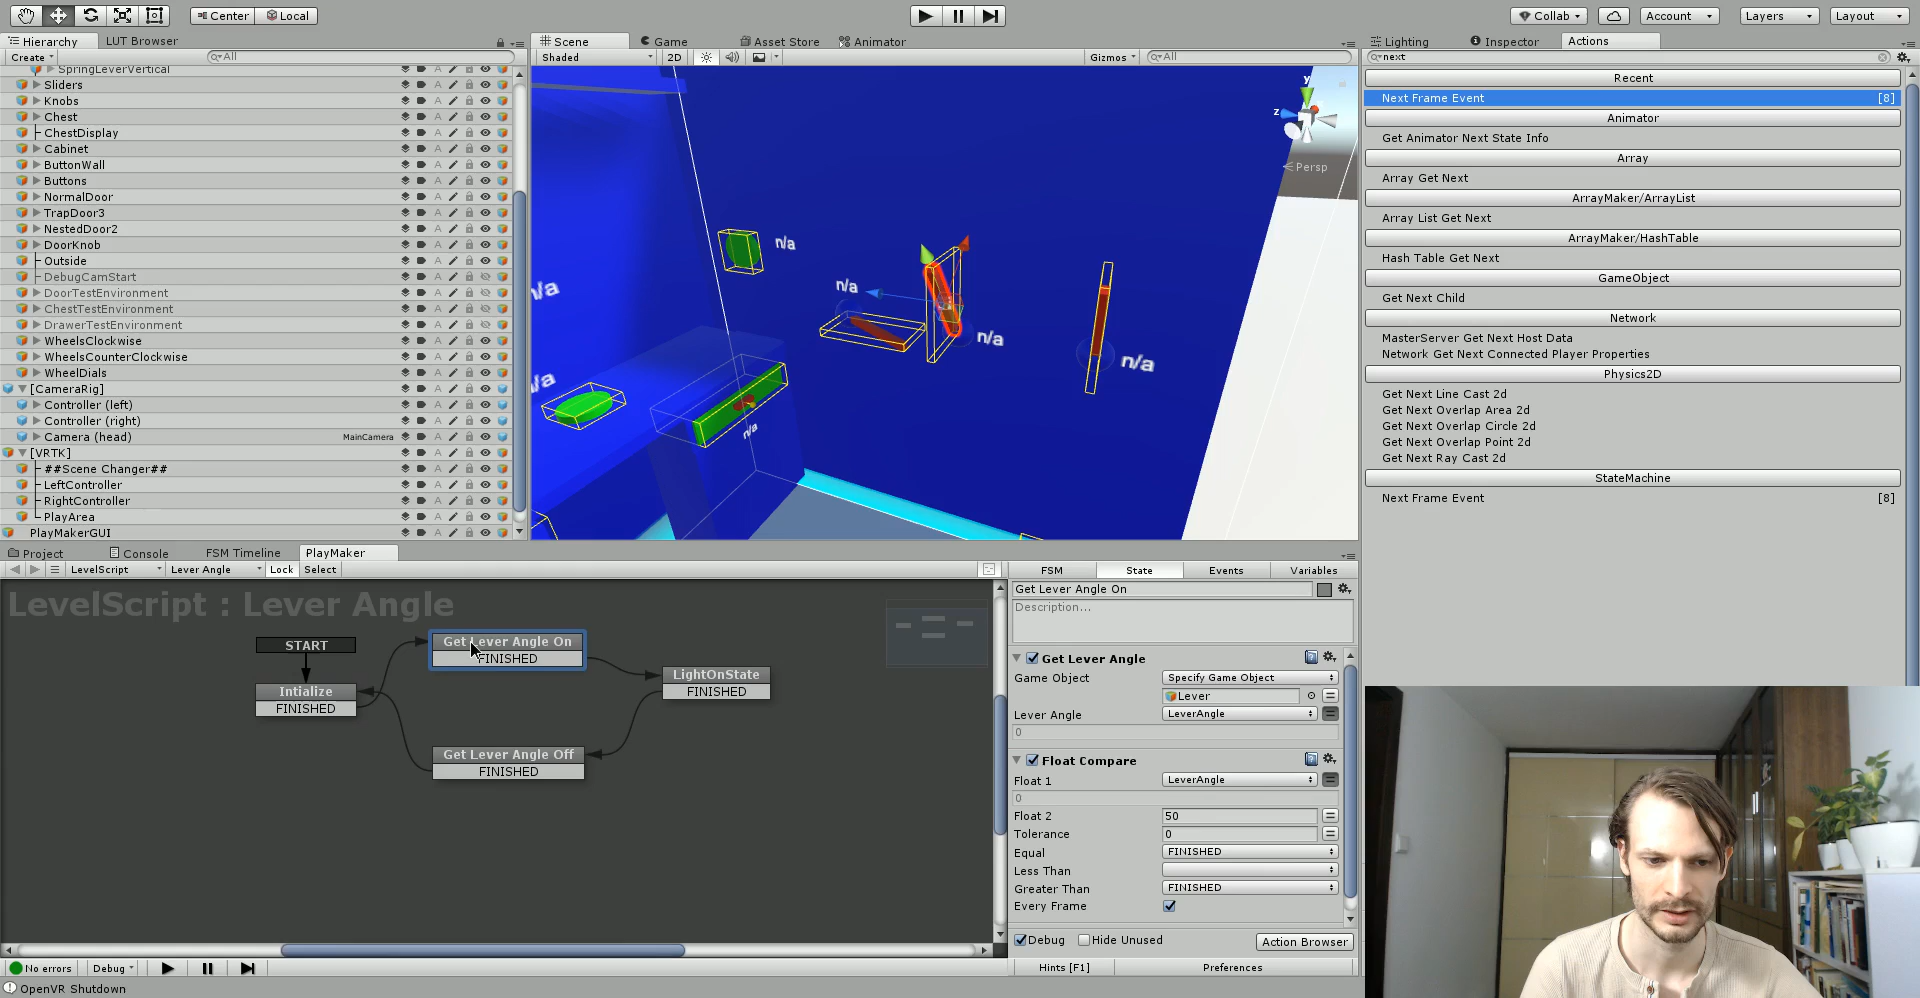 Center
Local
Collab
Account
Layers
Layout
Hierarchy
LUT Browser
Create
All
SpringLeverVertical
Sliders
Knobs
Chest
ChestDisplay
Cabinet
ButtonWall
Buttons
NormalDoor
TrapDoor3
NestedDoor2
DoorKnob
Outside
DebugCamStart
DoorTestEnvironment
ChestTestEnvironment
DrawerTestEnvironment
WheelsClockwise
WheelsCounterClockwise
WheelDials
[CameraRig]
Controller (left)
Controller (right)
Camera (head) MainCamera
[VRTK]
##Scene Changer##
LeftController
RightController
PlayArea
PlayMakerGUI
Scene
Game
Asset Store
Animator
Shaded
2D
Gizmos
All
y
z
Persp
n/a
n/a
n/a
n/a
n/a
n/a
n/a
Lighting
Inspector
Actions
next
Recent
Next Frame Event [8]
Animator
Get Animator Next State Info
Array
Array Get Next
ArrayMaker/ArrayList
Array List Get Next
ArrayMaker/HashTable
Hash Table Get Next
GameObject
Get Next Child
Network
MasterServer Get Next Host Data
Network Get Next Connected Player Properties
Physics2D
Get Next Line Cast 2d
Get Next Overlap Area 2d
Get Next Overlap Circle 2d
Get Next Overlap Point 2d
Get Next Ray Cast 2d
StateMachine
Next Frame Event [8]
Project
Console
FSM Timeline
PlayMaker
LevelScript
Lever Angle
Lock
Select
LevelScript : Lever Angle
START
Intialize
FINISHED
Get Lever Angle On
FINISHED
LightOnState
FINISHED
Get Lever Angle Off
FINISHED
FSM
State
Events
Variables
Get Lever Angle On
Description...
Get Lever Angle
Game Object Specify Game Object
Lever
Lever Angle LeverAngle
0
Float Compare
Float 1 LeverAngle
0
Float 2 50
Tolerance 0
Equal FINISHED
Less Than
Greater Than FINISHED
Every Frame
Debug
Hide Unused
Action Browser
Hints [F1]
Preferences
No errors
Debug
OpenVR Shutdown